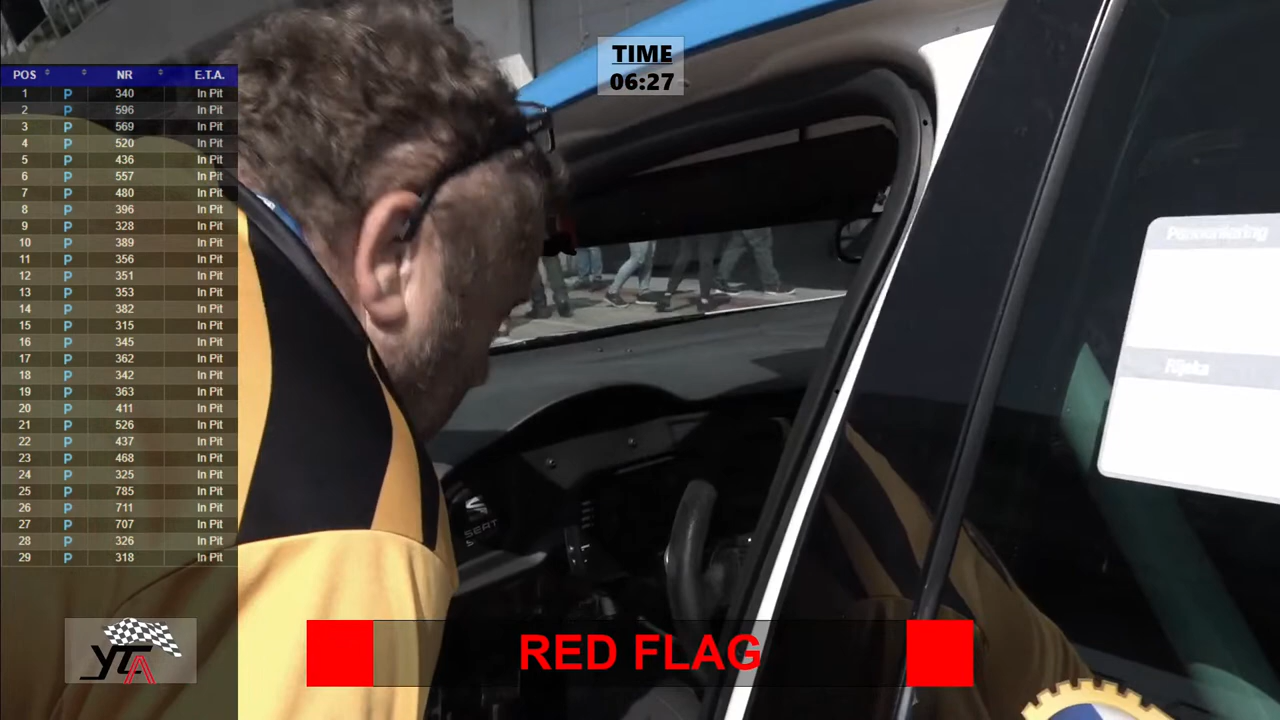 TIME
06:27
POS NR E.T.A.
1 P 340 In Pit
2 P 596 In Pit
3 P 569 In Pit
4 P 520 In Pit
5 P 436 In Pit
6 P 557 In Pit
7 P 480 In Pit
8 P 396 In Pit
9 P 328 In Pit
10 P 389 In Pit
11 P 356 In Pit
12 P 351 In Pit
13 P 353 In Pit
14 P 382 In Pit
15 P 315 In Pit
16 P 345 In Pit
17 P 362 In Pit
18 P 342 In Pit
19 P 363 In Pit
20 P 411 In Pit
21 P 526 In Pit
22 P 437 In Pit
23 P 468 In Pit
24 P 325 In Pit
25 P 785 In Pit
26 P 711 In Pit
27 P 707 In Pit
28 P 326 In Pit
29 P 318 In Pit
SEAT
YTA
RED FLAG